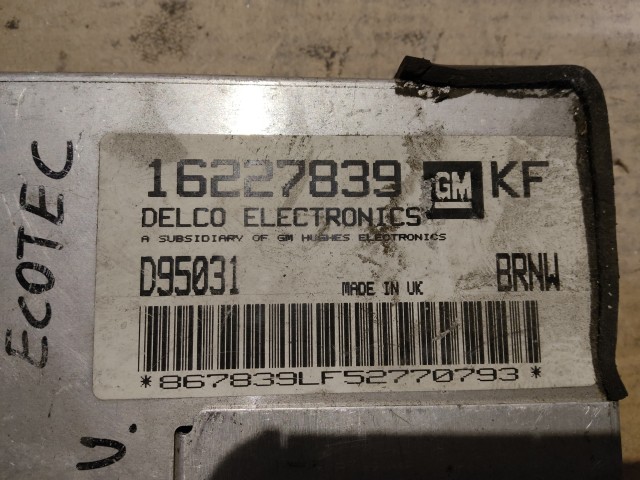 16227839 GM KF
DELCO ELECTRONICS
A SUBSIDIARY OF GM HUGHES ELECTRONICS
D95031 MADE IN UK BRNW
*867839LF52770793*
ECOTEC
V.